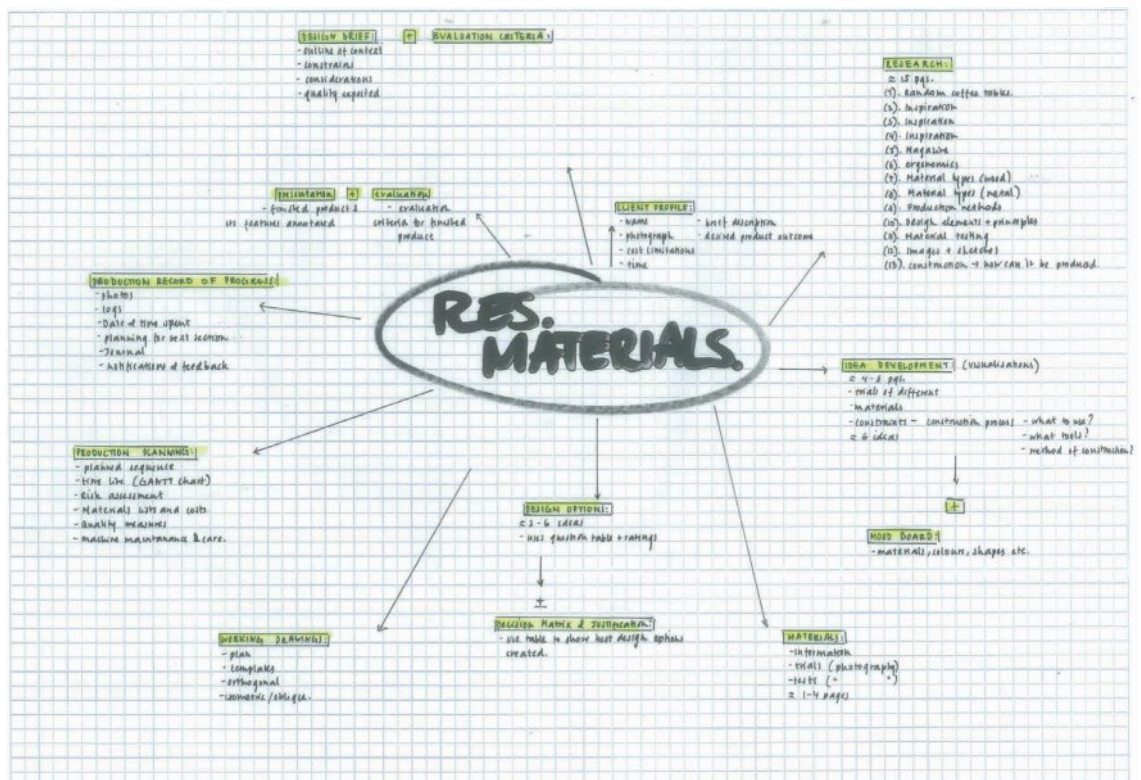 DESIGN BRIEF: + EVALUATION CRITERIA:
- outline of context
- constrains
- considerations
- quality expected
RESEARCH:
≈ 15 pgs.
(1). Random coffee tables.
(2). Inspiration
(3). Inspiration
(4). Inspiration
(5). Magazine
(6). ergonomics
(7). Material types (wood)
(8). Material types (metal)
(9). Production methods
(10). Design elements + principles
Material testing
(12). Images + sketches
(13). construction → how can it be produced.
PRESENTATION + Evaluation
- finished product's
features annotated
- evaluation
criteria for finished
product
CLIENT PROFILE:
- name
- photograph
- cost limitations
- time
- brief description
- desired product outcome
PRODUCTION RECORD OF PROGRESS:
- photos
- logs
- Date & time spent
- planning for next section
- Journal
- notifications & feedback
RES.
MATERIALS.
IDEA DEVELOPMENT: (visualisations)
≈ 4-5 pgs.
- trials of different
- materials
- constraints - construction process - what to use?
- what tools?
- method of construction?
≈ 6 ideas
+
MOOD BOARD:
- materials, colours, shapes etc.
PRODUCTION PLANNING:
- planned sequence
- time line (GANTT chart)
- Risk assessment
- Materials lists and costs
- Quality measures
- machine maintanance & care.
DESIGN OPTIONS:
ideas
- uses question table + ratings
+
Decision Matrix & Justification:
- use table to show best design options
created.
WORKING DRAWINGS:
- plan
- templates
- orthogonal
- isometric/oblique.
MATERIALS:
- information
- trials (photography)
- tests (" ")
≈ 1-4 pages